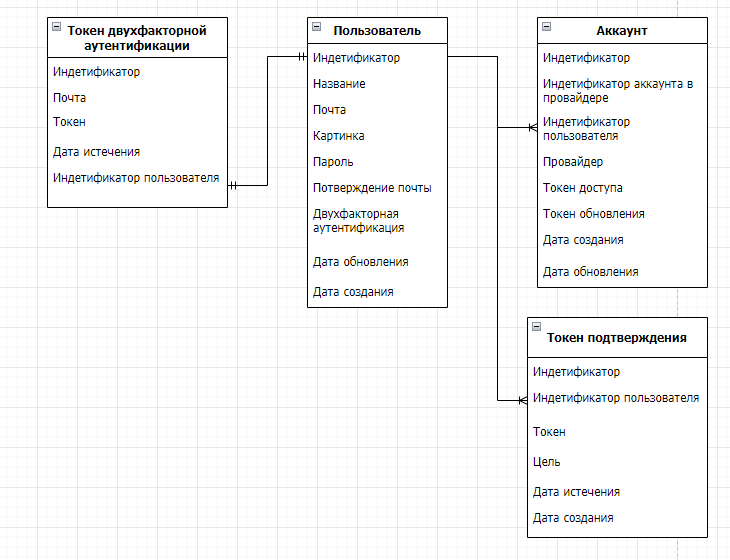 Токен двухфакторной
аутентификации
Индетификатор
Почта
Токен
Дата истечения
Индетификатор пользователя
Пользователь
Индетификатор
Название
Почта
Картинка
Пароль
Потверждение почты
Двухфакторная
аутентификация
Дата обновления
Дата создания
Аккаунт
Индетификатор
Индетификатор аккаунта в
провайдере
Индетификатор
пользователя
Провайдер
Токен доступа
Токен обновления
Дата создания
Дата обновления
Токен подтверждения
Индетификатор
Индетификатор пользователя
Токен
Цель
Дата истечения
Дата создания